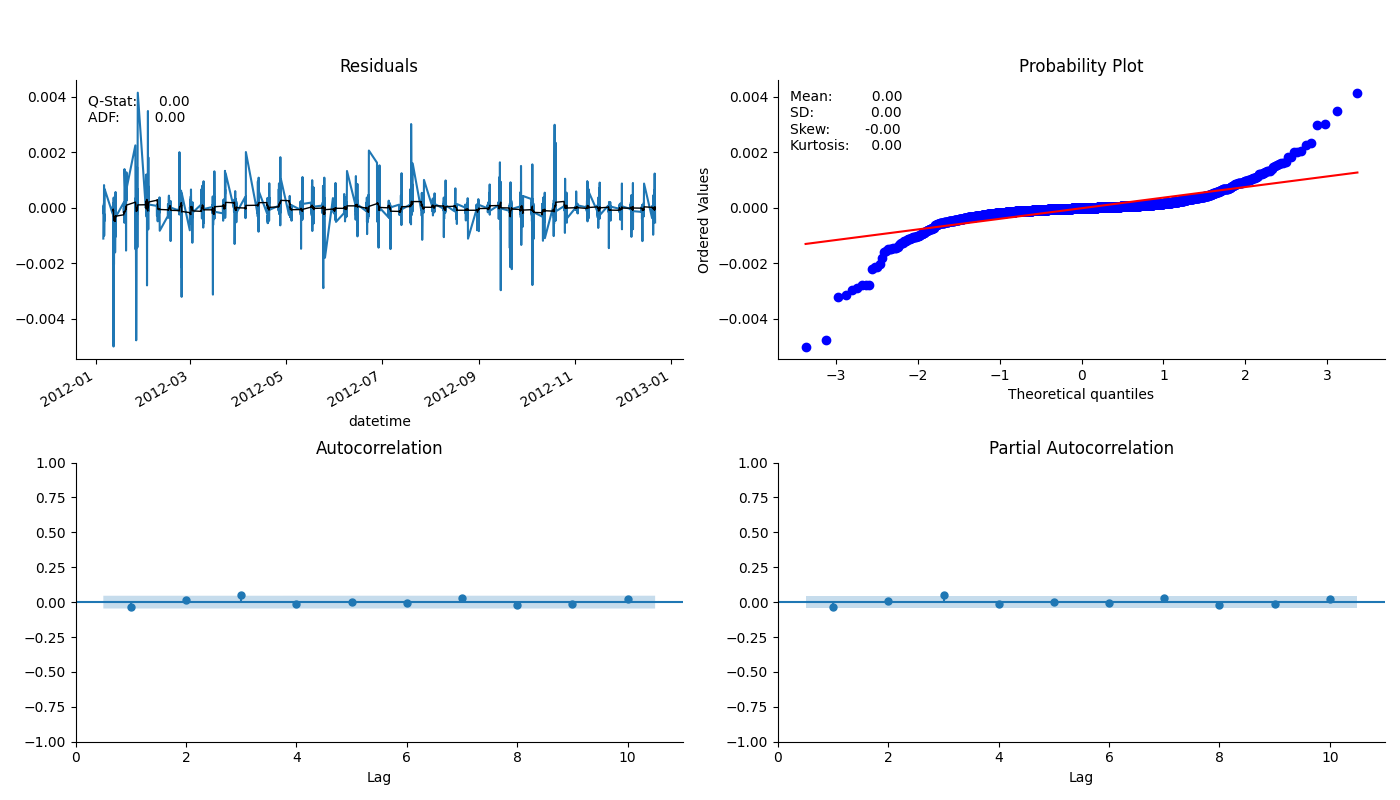 Residuals
Q-Stat: 0.00
ADF: 0.00
0.004
0.002
0.000
−0.002
−0.004
2012-01
2012-03
2012-05
2012-07
2012-09
2012-11
2013-01
datetime
Probability Plot
Mean: 0.00
SD: 0.00
Skew: -0.00
Kurtosis: 0.00
Ordered Values
0.004
0.002
0.000
−0.002
−0.004
−3 −2 −1 0 1 2 3
Theoretical quantiles
Autocorrelation
1.00
0.75
0.50
0.25
0.00
−0.25
−0.50
−0.75
−1.00
0 2 4 6 8 10
Lag
Partial Autocorrelation
1.00
0.75
0.50
0.25
0.00
−0.25
−0.50
−0.75
−1.00
0 2 4 6 8 10
Lag